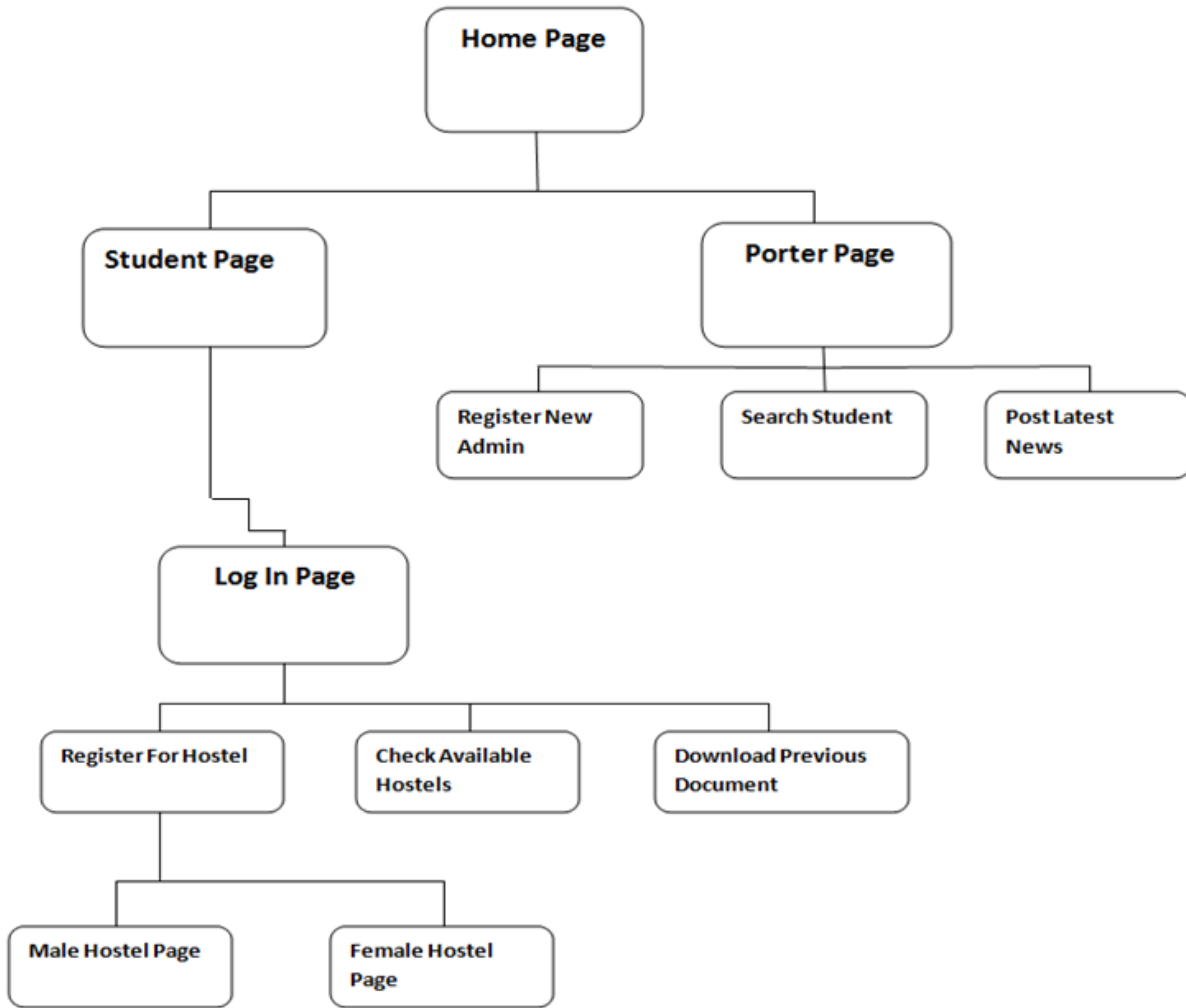 Home Page
Student Page
Porter Page
Register New
Admin
Search Student
Post Latest
News
Log In Page
Register For Hostel
Check Available
Hostels
Download Previous
Document
Male Hostel Page
Female Hostel
Page